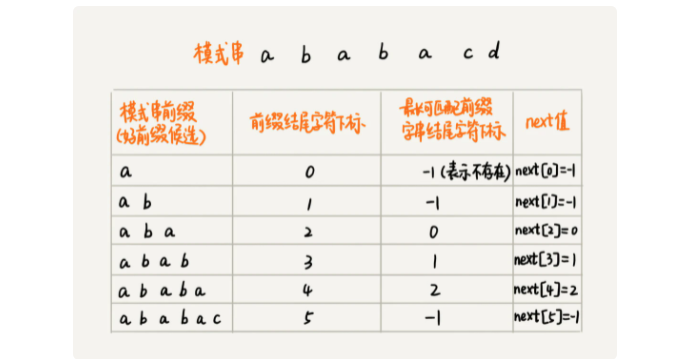 模式串 a b a b a c d
模式串前缀 (好前缀候选) 前缀结尾字符下标 最长可匹配前缀 字串结尾字符下标 next值
a 0 -1 (表示不存在) next[0]=-1
a b 1 -1 next[1]=-1
a b a 2 0 next[2]=0
a b a b 3 1 next[3]=1
a b a b a 4 2 next[4]=2
a b a b a c 5 -1 next[5]=-1